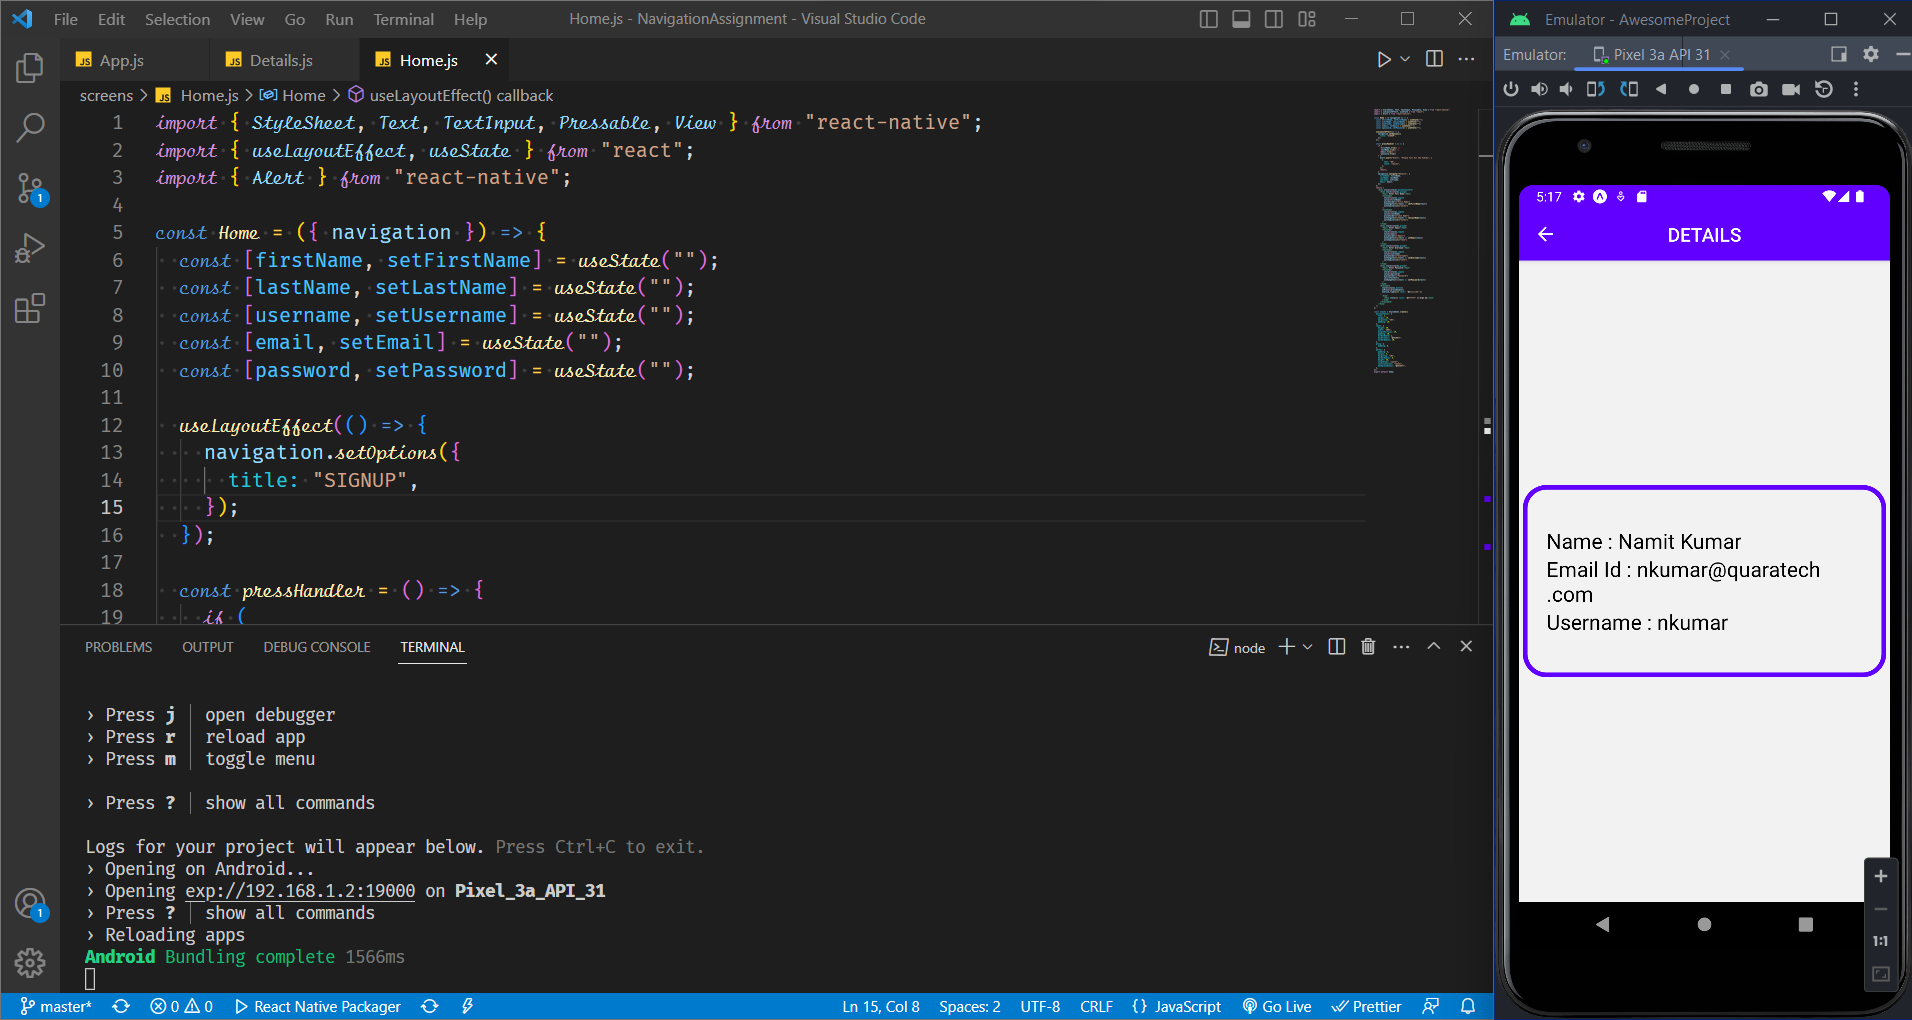 File Edit Selection View Go Run Terminal Help Home.js - NavigationAssignment - Visual Studio Code
JS App.js JS Details.js JS Home.js
screens > JS Home.js > Home > useLayoutEffect() callback
1 import { StyleSheet, Text, TextInput, Pressable, View } from "react-native";
2 import { useLayoutEffect, useState } from "react";
3 import { Alert } from "react-native";
4
5 const Home = ({ navigation }) => {
6 const [firstName, setFirstName] = useState("");
7 const [lastName, setLastName] = useState("");
8 const [username, setUsername] = useState("");
9 const [email, setEmail] = useState("");
10 const [password, setPassword] = useState("");
11
12 useLayoutEffect(() => {
13 navigation.setOptions({
14 title: "SIGNUP",
15 });
16 });
17
18 const pressHandler = () => {
19 if (
PROBLEMS OUTPUT DEBUG CONSOLE TERMINAL node
› Press j │ open debugger
› Press r │ reload app
› Press m │ toggle menu
› Press ? │ show all commands
Logs for your project will appear below. Press Ctrl+C to exit.
› Opening on Android...
› Opening exp://192.168.1.2:19000 on Pixel_3a_API_31
› Press ? │ show all commands
› Reloading apps
Android Bundling complete 1566ms
1
1
master* 0 0 React Native Packager Ln 15, Col 8 Spaces: 2 UTF-8 CRLF {} JavaScript Go Live Prettier
Emulator - AwesomeProject
Emulator: Pixel 3a API 31
5:17
DETAILS
Name : Namit Kumar
Email Id : nkumar@quaratech
.com
Username : nkumar
1:1